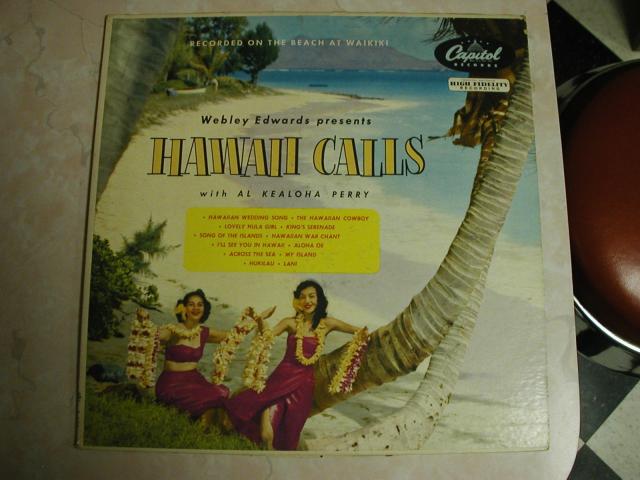 RECORDED ON THE BEACH AT WAIKIKI
Capitol
RECORDS
HIGH FIDELITY
RECORDING
Webley Edwards presents
HAWAII CALLS
with AL KEALOHA PERRY
• HAWAIIAN WEDDING SONG • THE HAWAIIAN COWBOY
• LOVELY HULA GIRL • KING'S SERENADE
• SONG OF THE ISLANDS • HAWAIIAN WAR CHANT
• I'LL SEE YOU IN HAWAII • ALOHA OE
• ACROSS THE SEA • MY ISLAND
• HUKILAU • LANI